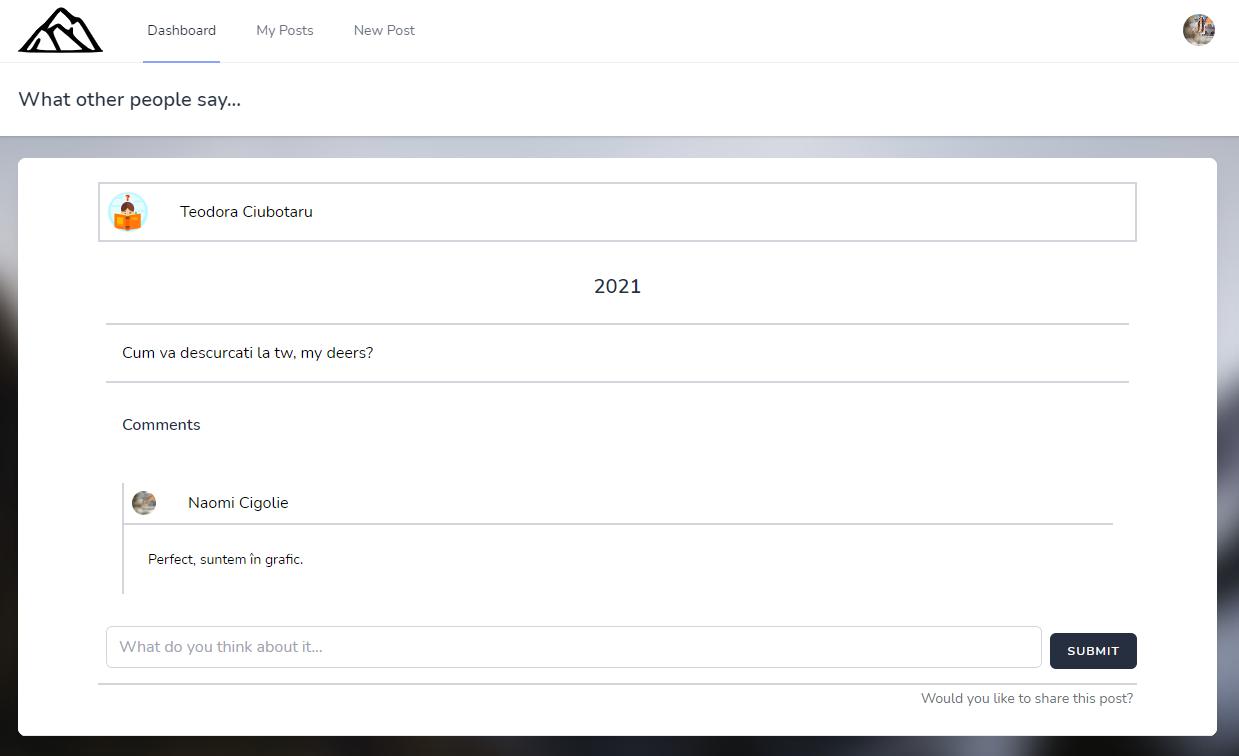 Dashboard My Posts New Post
What other people say...
Teodora Ciubotaru
2021
Cum va descurcati la tw, my deers?
Comments
Naomi Cigolie
Perfect, suntem în grafic.
What do you think about it...
SUBMIT
Would you like to share this post?